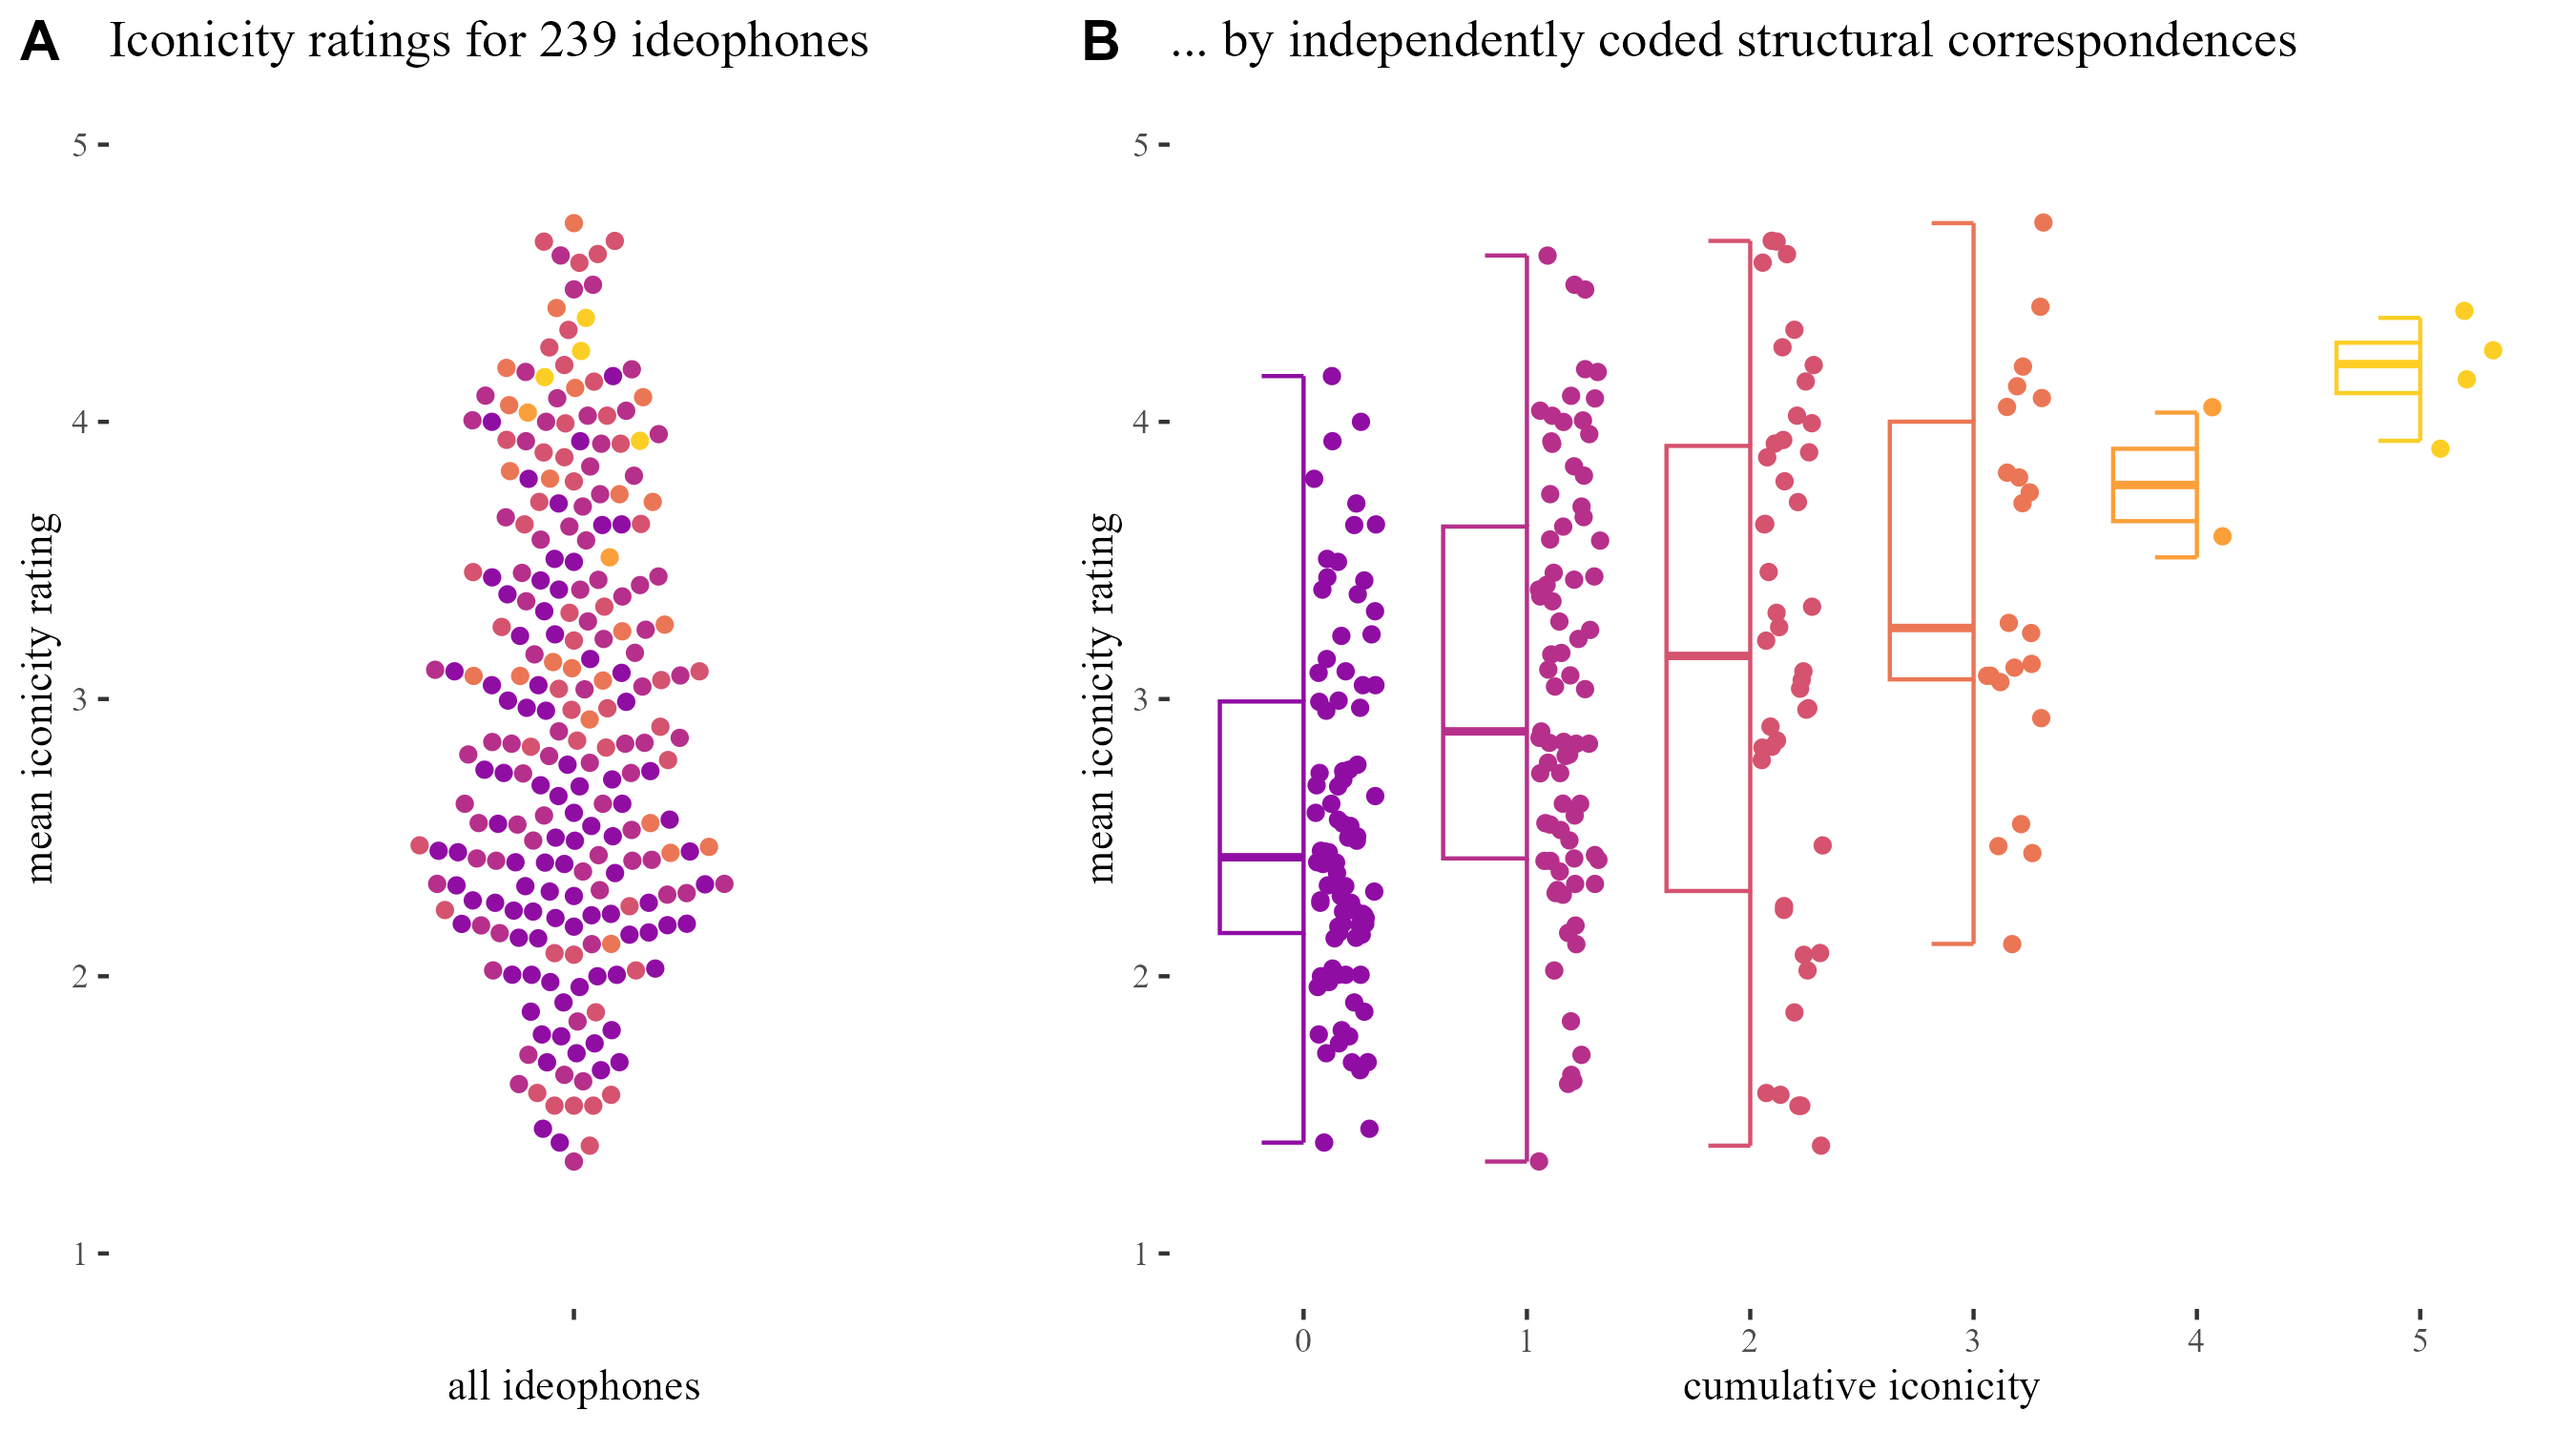 A Iconicity ratings for 239 ideophones
5
4
3
2
1
mean iconicity rating
all ideophones
B ... by independently coded structural correspondences
5
4
3
2
1
mean iconicity rating
0 1 2 3 4 5
cumulative iconicity